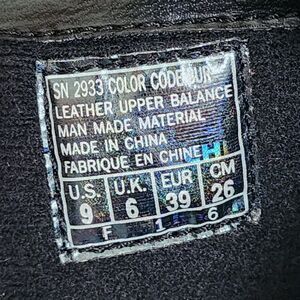 SN 2933 COLOR CODE:BUR
LEATHER UPPER BALANCE
MAN MADE MATERIAL
MADE IN CHINA
FABRIQUE EN CHINE H
U.S. U.K. EUR CM
9 6 39 26
F 1 6